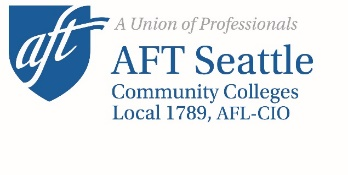 aft
A Union of Professionals
AFT Seattle
Community Colleges
Local 1789, AFL-CIO